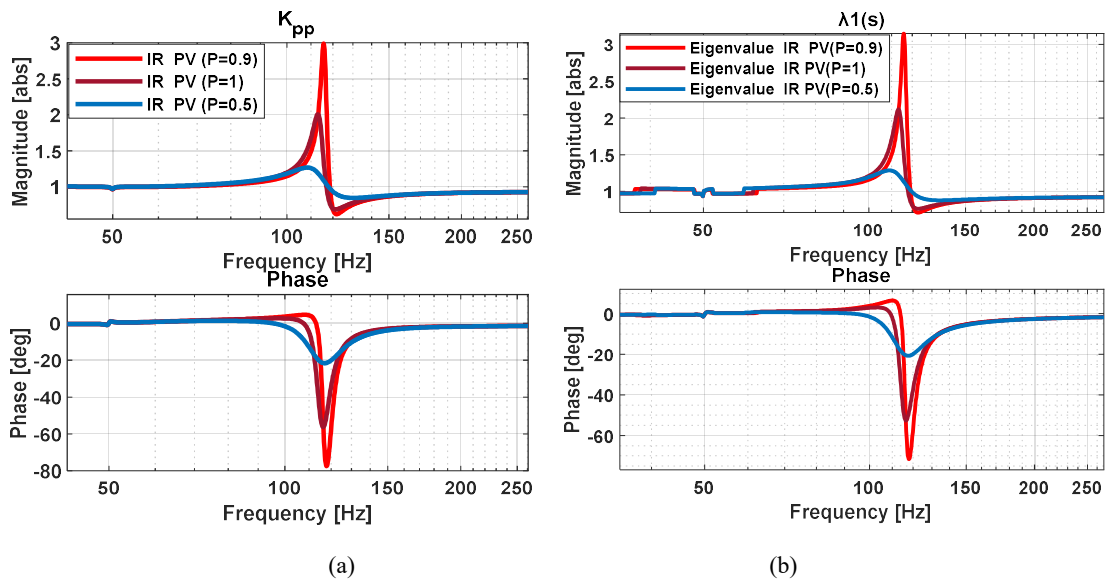 K_pp
Magnitude [abs]
3
2.5
2
1.5
1
IR PV (P=0.9)
IR PV (P=1)
IR PV (P=0.5)
50
100
150
200
250
Frequency [Hz]
Phase
Phase [deg]
0
-20
-40
-60
-80
50
100
150
200
250
Frequency [Hz]
(a)
λ1(s)
Magnitude [abs]
3
2.5
2
1.5
1
Eigenvalue IR PV(P=0.9)
Eigenvalue IR PV(P=1)
Eigenvalue IR PV(P=0.5)
50
100
150
200
250
Frequency [Hz]
Phase
Phase [deg]
0
-20
-40
-60
50
100
150
200
250
Frequency [Hz]
(b)